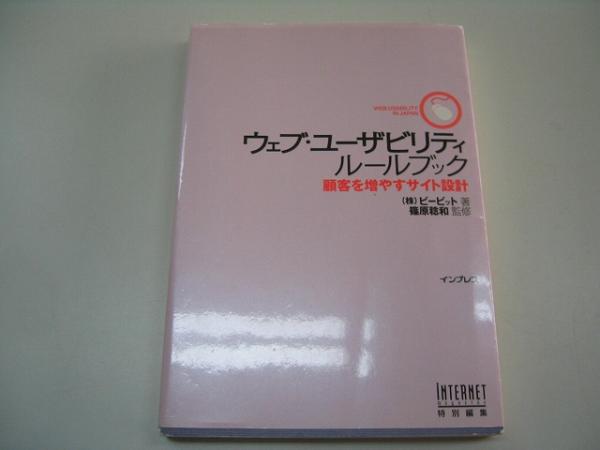 WEB USABILITY
IN JAPAN
ウェブ・ユーザビリティ
ルールブック
顧客を増やすサイト設計
(株)ビービット 著
篠原稔和 監修
インプレス
INTERNET
magazine
特別編集